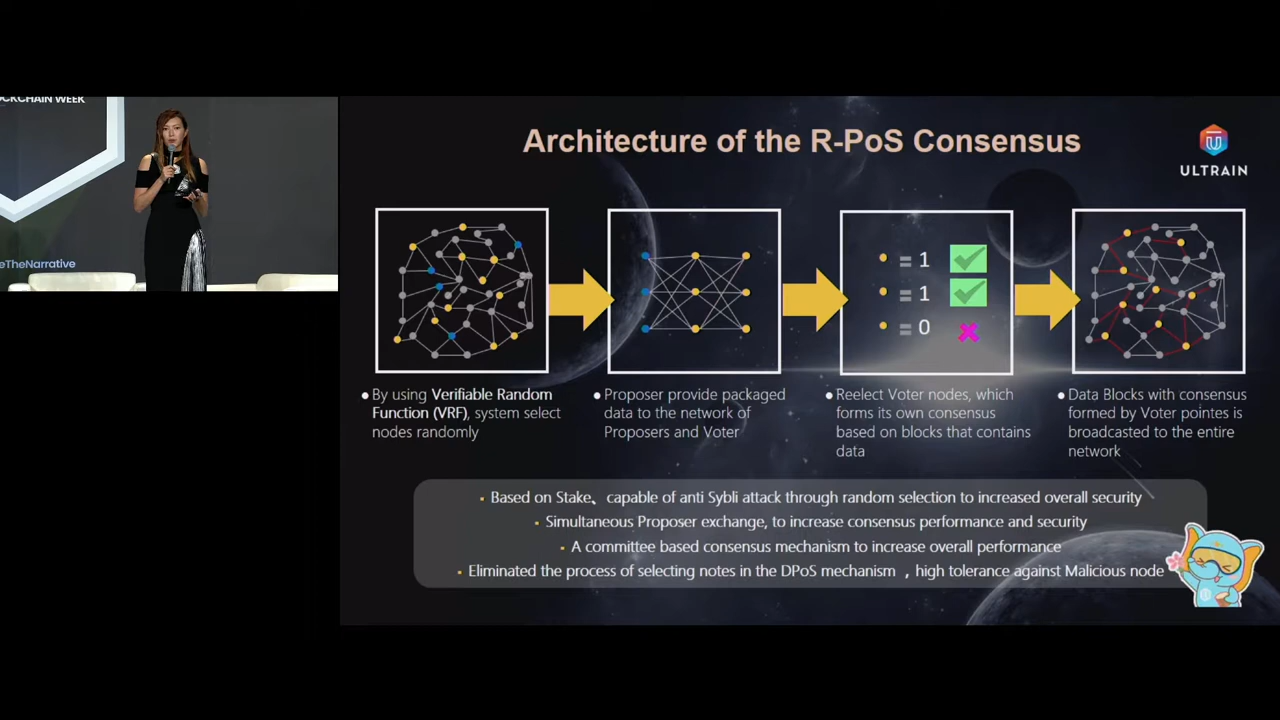 OCKCHAIN WEEK
eTheNarrative
Architecture of the R-PoS Consensus
ULTRAIN
= 1
= 1
= 0
• By using Verifiable Random
Function (VRF), system select
nodes randomly
• Proposer provide packaged
data to the network of
Proposers and Voter
• Reelect Voter nodes, which
forms its own consensus
based on blocks that contains
data
• Data Blocks with consensus
formed by Voter pointes is
broadcasted to the entire
network
▪ Based on Stake、capable of anti Sybli attack through random selection to increased overall security
▪ Simultaneous Proposer exchange, to increase consensus performance and security
▪ A committee based consensus mechanism to increase overall performance
▪ Eliminated the process of selecting notes in the DPoS mechanism ，high tolerance against Malicious node